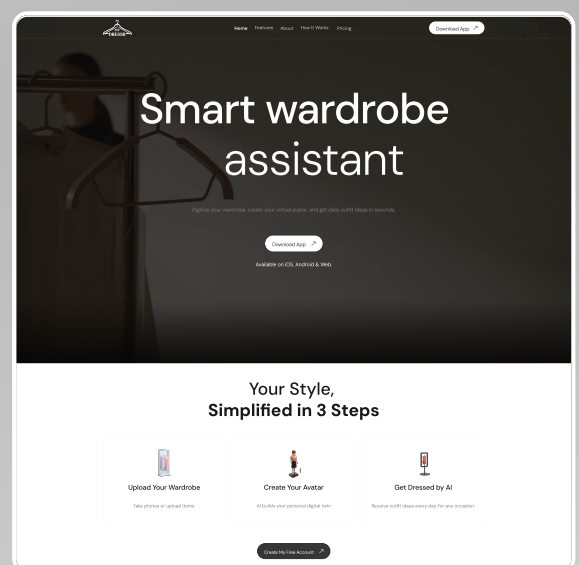 DRESSR
Home Features About How It Works Pricing
Download App
Smart wardrobe
assistant
Digitize your wardrobe, create your virtual avatar, and get daily outfit ideas in seconds.
Download App
Available on iOS, Android & Web.
Your Style,
Simplified in 3 Steps
Upload Your Wardrobe
Take photos or upload items
Create Your Avatar
AI builds your personal digital twin
Get Dressed by AI
Receive outfit ideas every day, for any occasion.
Create My Free Account